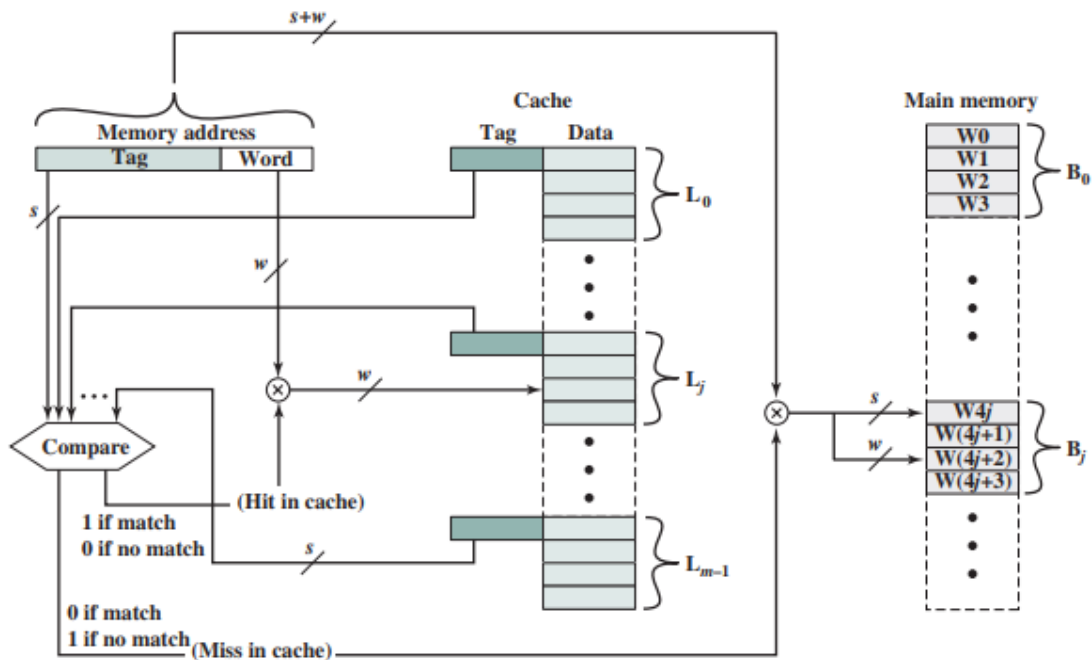 s+w
Cache
Main memory
Memory address
Tag Data
Tag Word
W0
W1
W2
W3
B0
L0
s
w
w
Lj
s
w
W4j
W(4j+1)
W(4j+2)
W(4j+3)
Bj
Compare
(Hit in cache)
1 if match
0 if no match
s
Lm–1
0 if match
1 if no match
(Miss in cache)